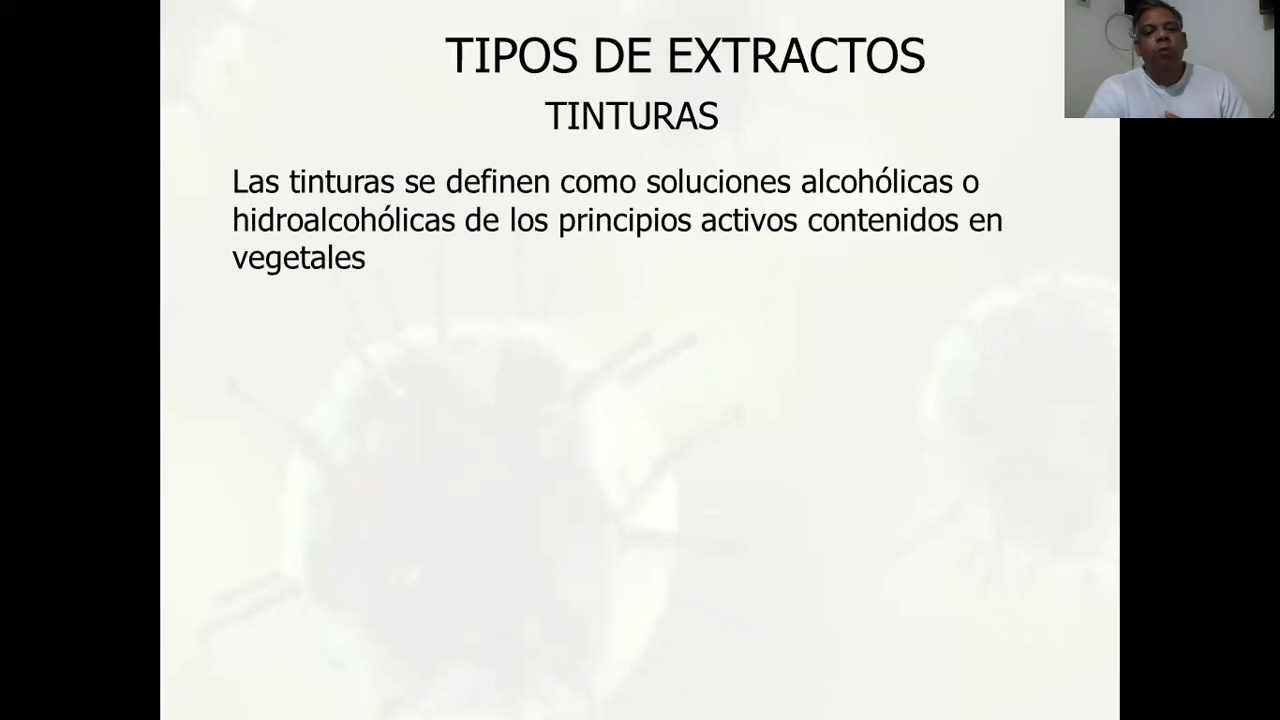 TIPOS DE EXTRACTOS
TINTURAS
Las tinturas se definen como soluciones alcohólicas o
hidroalcohólicas de los principios activos contenidos en
vegetales